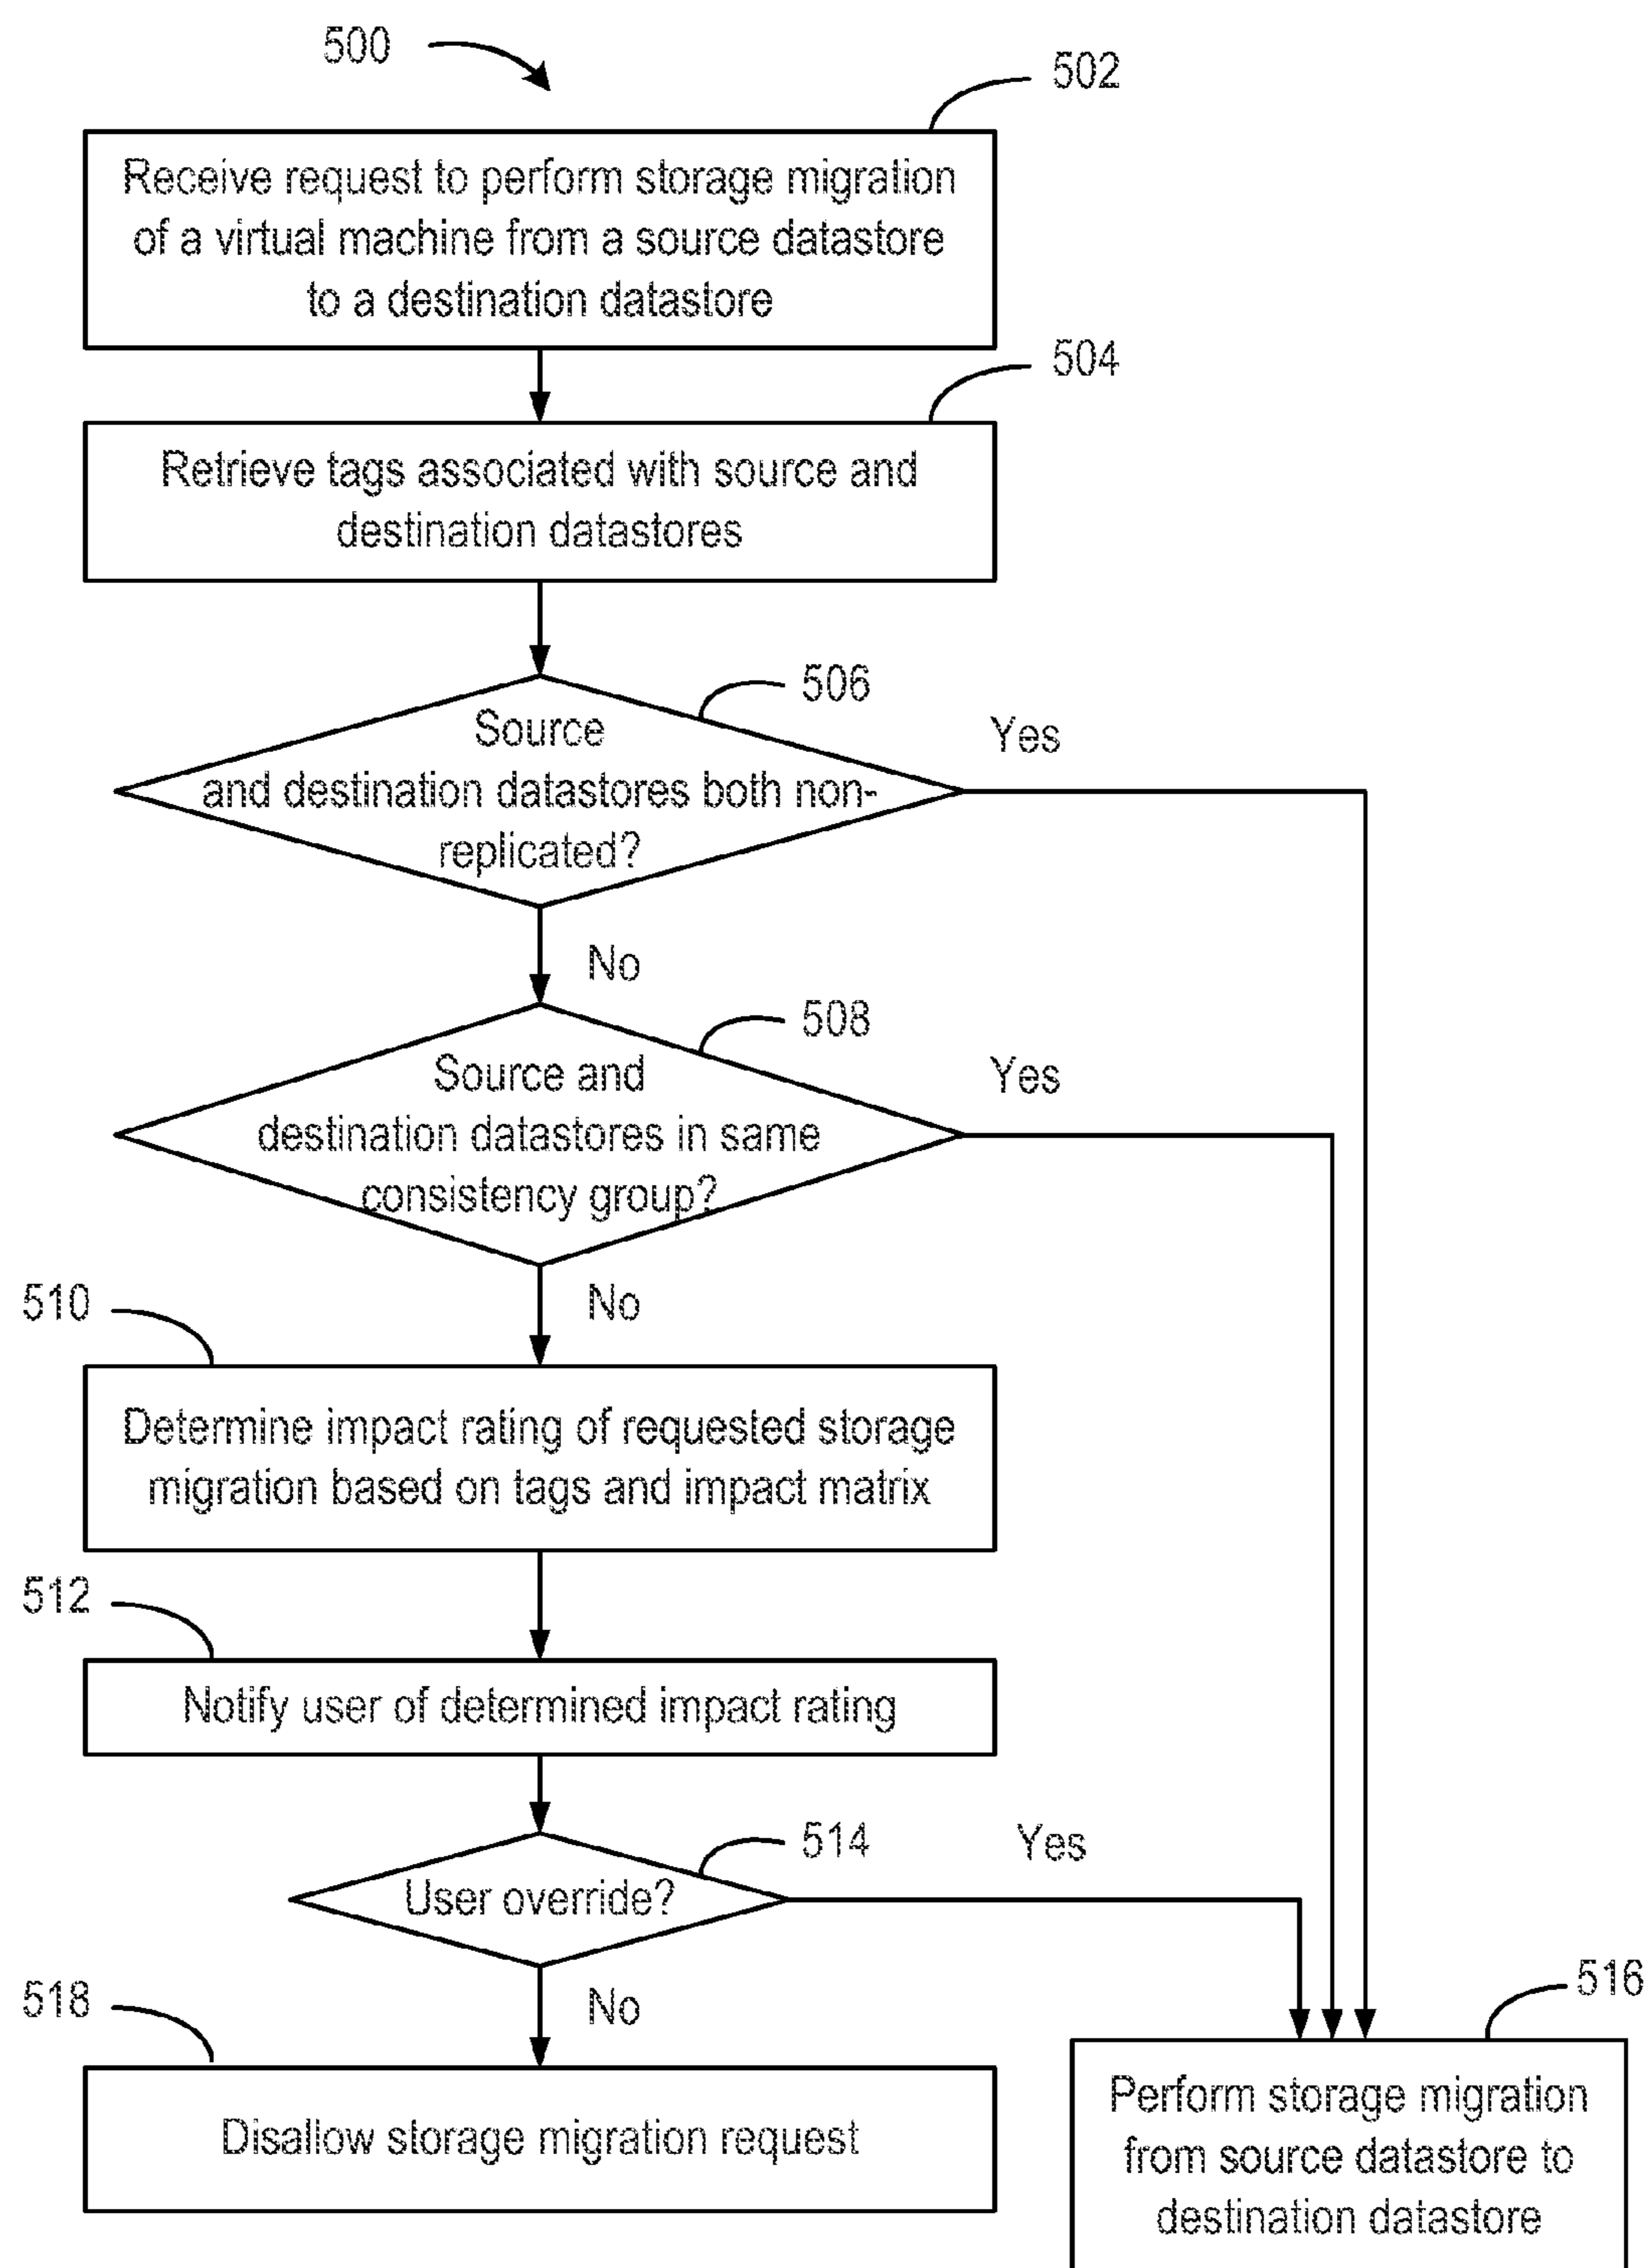 500
502
Receive request to perform storage migration
of a virtual machine from a source datastore
to a destination datastore
504
Retrieve tags associated with source and
destination datastores
506
Source
and destination datastores both non-
replicated?
Yes
No
508
Source and
destination datastores in same
consistency group?
Yes
No
510
Determine impact rating of requested storage
migration based on tags and impact matrix
512
Notify user of determined impact rating
514
User override?
Yes
No
518
Disallow storage migration request
516
Perform storage migration
from source datastore to
destination datastore